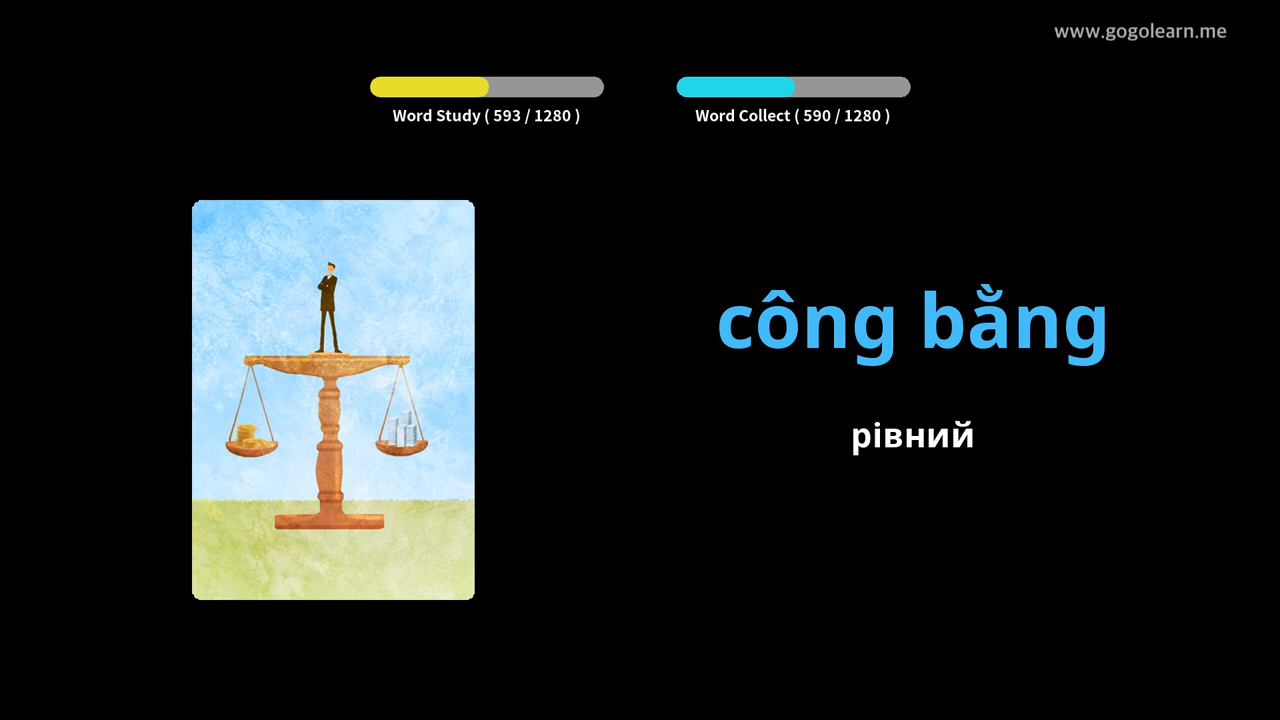 www.gogolearn.me
Word Study ( 593 / 1280 )
Word Collect ( 590 / 1280 )
công bằng
рівний